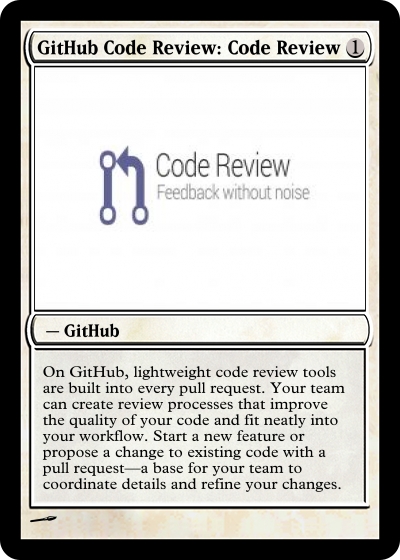 GitHub Code Review: Code Review 1
Code Review
Feedback without noise
— GitHub
On GitHub, lightweight code review tools
are built into every pull request. Your team
can create review processes that improve
the quality of your code and fit neatly into
your workflow. Start a new feature or
propose a change to existing code with a
pull request—a base for your team to
coordinate details and refine your changes.